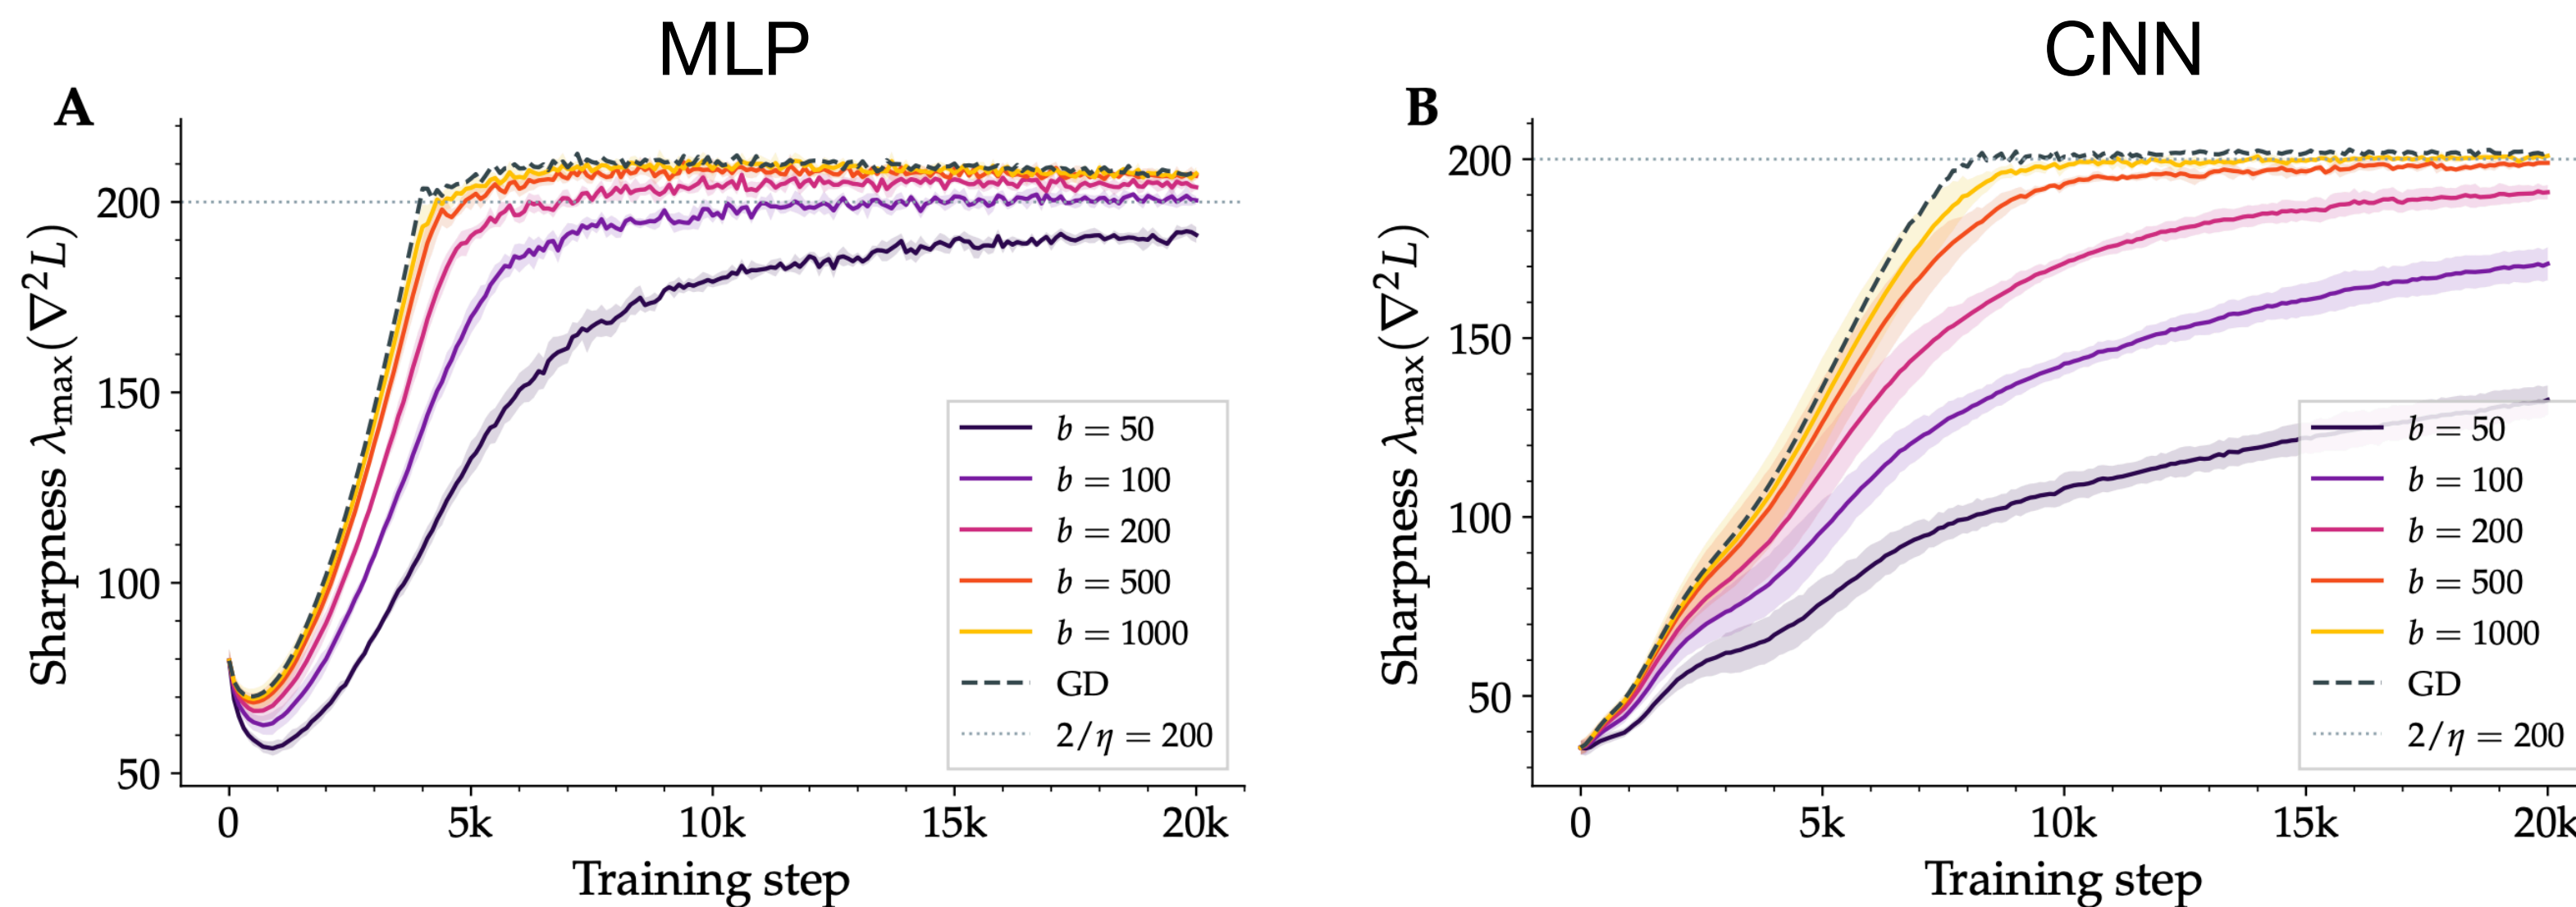 MLP
A
Sharpness λmax(∇²L)
200
150
100
50
0 5k 10k 15k 20k
Training step
b = 50
b = 100
b = 200
b = 500
b = 1000
GD
2/η = 200
CNN
B
Sharpness λmax(∇²L)
200
150
100
50
0 5k 10k 15k 20k
Training step
b = 50
b = 100
b = 200
b = 500
b = 1000
GD
2/η = 200